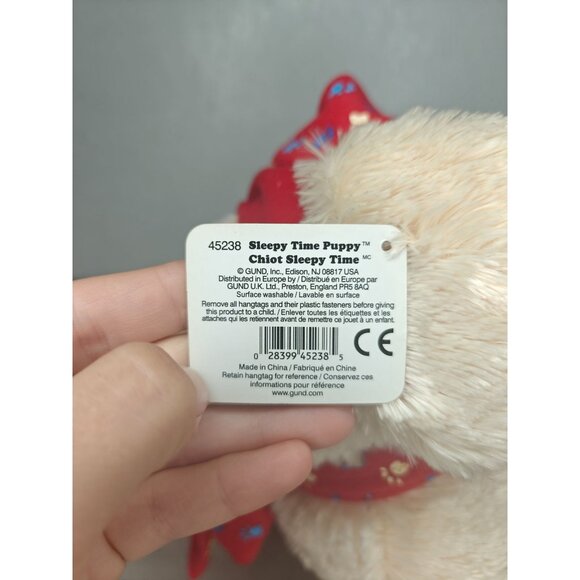 45238 Sleepy Time Puppy™
Chiot Sleepy Time MC
© GUND, Inc., Edison, NJ 08817 USA
Distributed in Europe by / Distribué en Europe par
GUND U.K. Ltd., Preston, England PR5 8AQ
Surface washable / Lavable en surface
Remove all hangtags and their plastic fasteners before giving
this product to a child. / Enlever toutes les étiquettes et les
attaches qui les retiennent avant de remettre ce jouet à un enfant.
CE
0 28399 45238 5
Made in China / Fabriqué en Chine
Retain hangtag for reference / Conservez ces
informations pour référence
www.gund.com